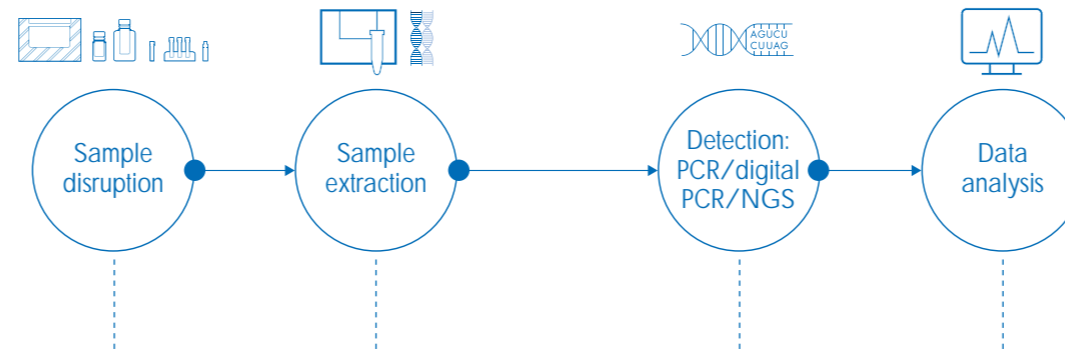 AGUCU
CUUAG
Sample
disruption
Sample
extraction
Detection:
PCR/digital
PCR/NGS
Data
analysis